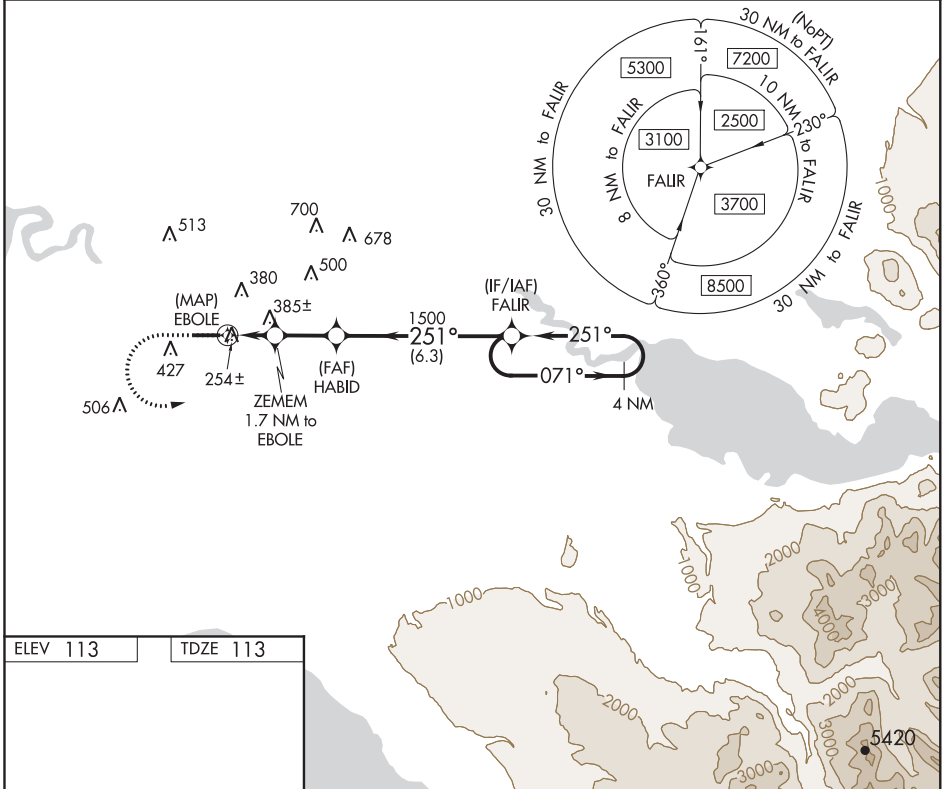 (NoPT)
30 NM to FALIR
161°
5300
7200
30 NM to FALIR
8 NM to FALIR
10 NM to FALIR
3100
2500
230°
FALIR
3700
360°
8500
30 NM to FALIR
1000
513
700
678
500
380
385±
(MAP)
EBOLE
(IF/IAF)
FALIR
1500
251°
(6.3)
251°
427
254±
(FAF)
HABID
071°
4 NM
506
ZEMEM
1.7 NM to
EBOLE
1000
1000
2000
3000
4000
ELEV 113
TDZE 113
2000
2000
3000
3000
5420